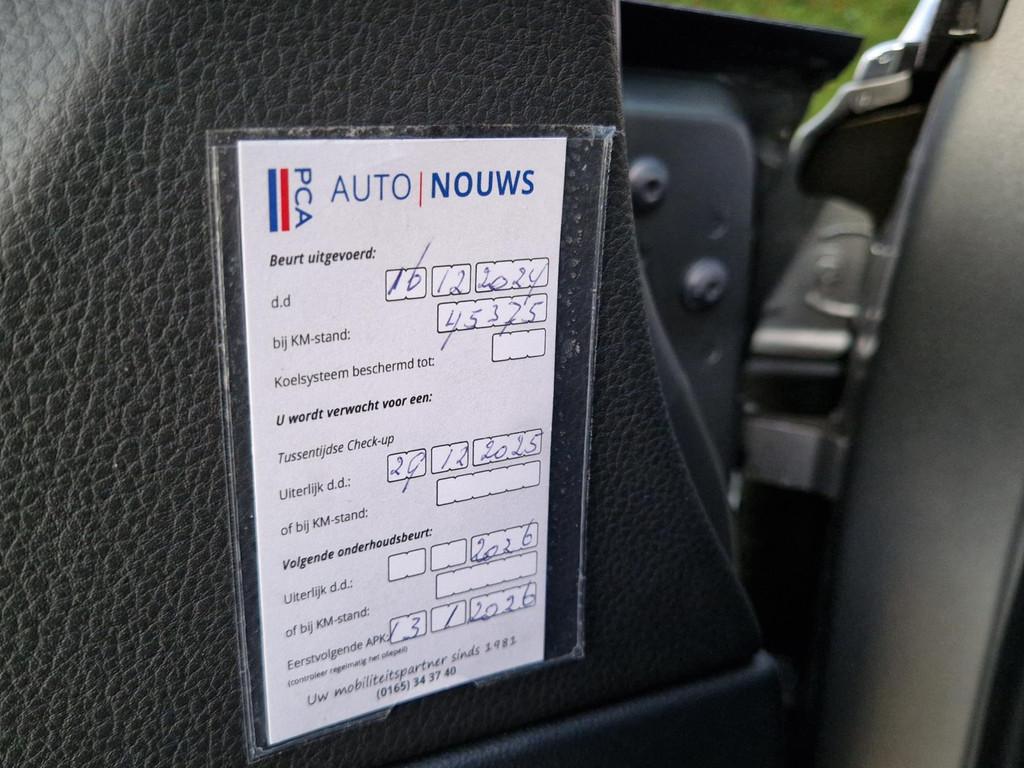 PCA AUTO | NOUWS
Beurt uitgevoerd:
d.d 16 12 2024
bij KM-stand: 45375
Koelsysteem beschermd tot:
U wordt verwacht voor een:
Tussentijdse Check-up
Uiterlijk d.d.: 29 12 2025
of bij KM-stand:
Volgende onderhoudsbeurt:
Uiterlijk d.d.: 2026
of bij KM-stand:
Eerstvolgende APK: 13 1 2026
(controleer regelmatig het oliepeil)
Uw mobiliteitspartner sinds 1981
(0165) 34 37 40